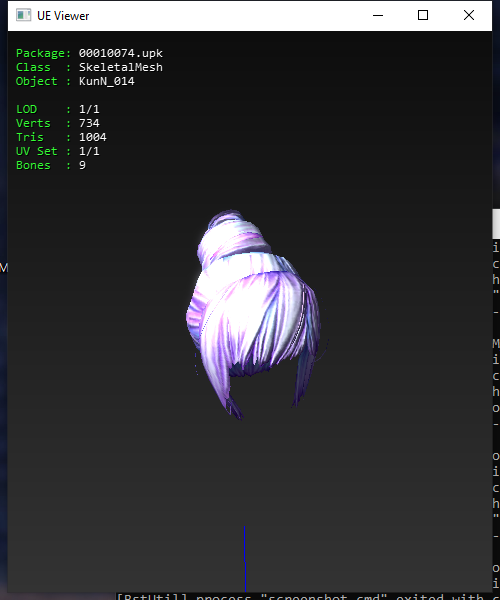 UE Viewer
Package: 00010074.upk
Class : SkeletalMesh
Object : KunN_014
LOD : 1/1
Verts : 734
Tris : 1004
UV Set : 1/1
Bones : 9
M
i
c
h
"
-
M
i
c
h
o
-
o
i
c
h
"
-
o
i
[BstUtil] process "screenshot.cmd" exited with c